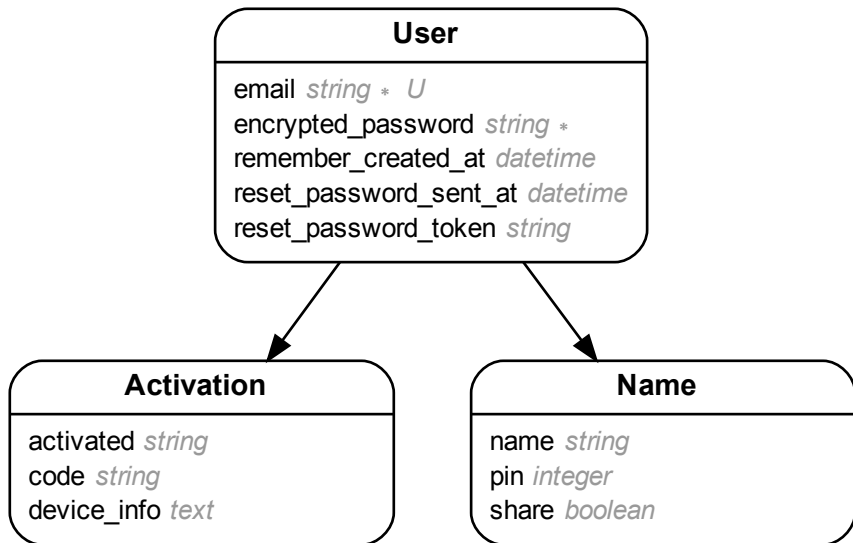 User
email string * U
encrypted_password string *
remember_created_at datetime
reset_password_sent_at datetime
reset_password_token string
Activation
activated string
code string
device_info text
Name
name string
pin integer
share boolean